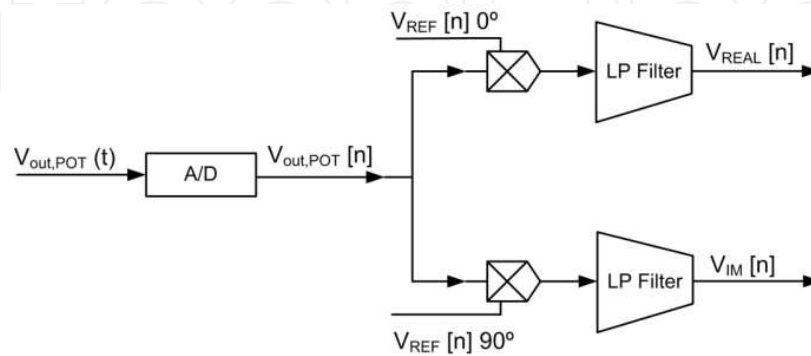 V_REF [n] 0º
LP Filter
V_REAL [n]
V_out,POT (t)
A/D
V_out,POT [n]
LP Filter
V_IM [n]
V_REF [n] 90º